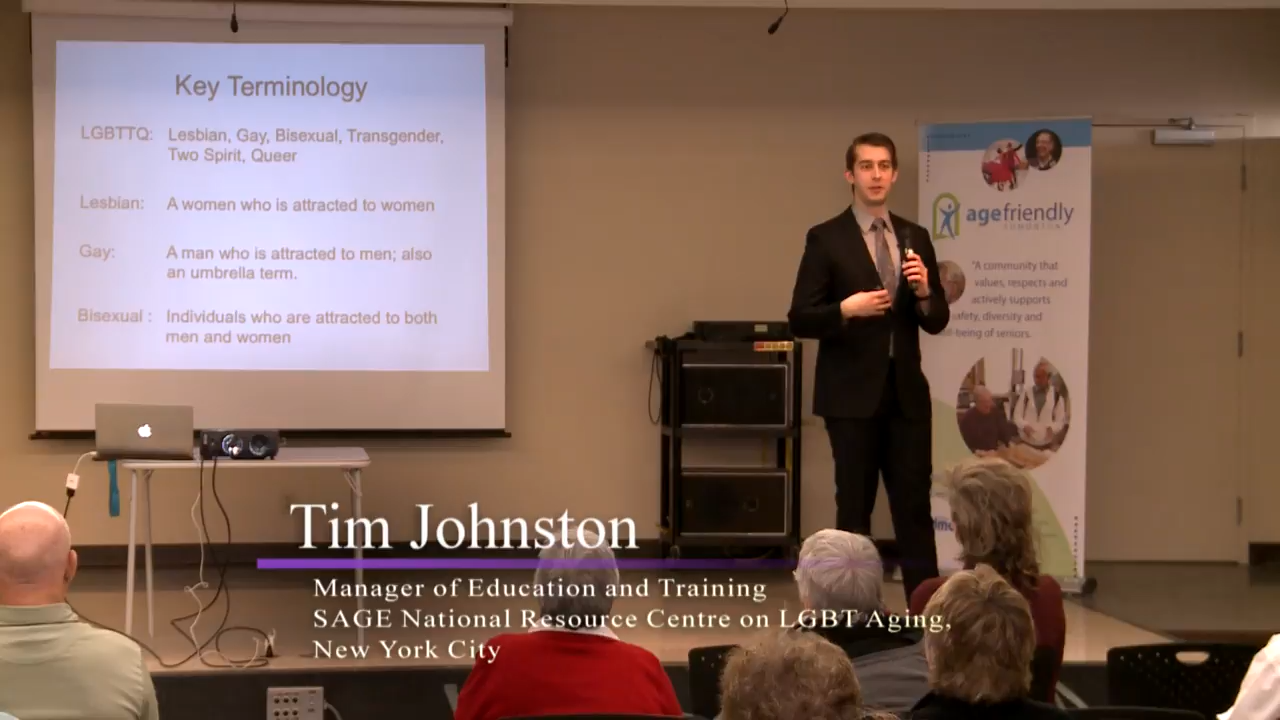 Key Terminology
LGBTTQ: Lesbian, Gay, Bisexual, Transgender,
Two Spirit, Queer
Lesbian: A women who is attracted to women
Gay: A man who is attracted to men; also
an umbrella term.
Bisexual : Individuals who are attracted to both
men and women
agefriendly
"A community that
values, respects and
actively supports
safety, diversity and
well-being of seniors.
Tim Johnston
Manager of Education and Training
SAGE National Resource Centre on LGBT Aging,
New York City